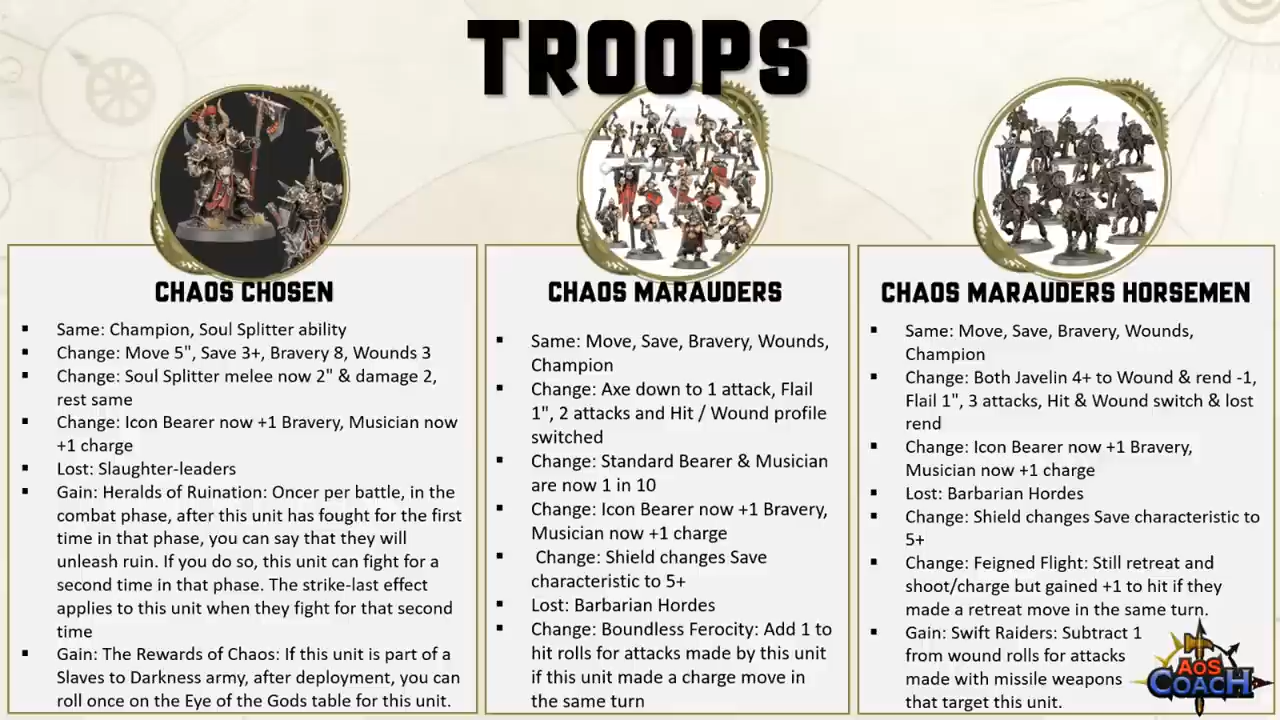 TROOPS
CHAOS CHOSEN
▪ Same: Champion, Soul Splitter ability
▪ Change: Move 5", Save 3+, Bravery 8, Wounds 3
▪ Change: Soul Splitter melee now 2" & damage 2,
rest same
▪ Change: Icon Bearer now +1 Bravery, Musician now
+1 charge
▪ Lost: Slaughter-leaders
▪ Gain: Heralds of Ruination: Oncer per battle, in the
combat phase, after this unit has fought for the first
time in that phase, you can say that they will
unleash ruin. If you do so, this unit can fight for a
second time in that phase. The strike-last effect
applies to this unit when they fight for that second
time
▪ Gain: The Rewards of Chaos: If this unit is part of a
Slaves to Darkness army, after deployment, you can
roll once on the Eye of the Gods table for this unit.
CHAOS MARAUDERS
▪ Same: Move, Save, Bravery, Wounds,
Champion
▪ Change: Axe down to 1 attack, Flail
1", 2 attacks and Hit / Wound profile
switched
▪ Change: Standard Bearer & Musician
are now 1 in 10
▪ Change: Icon Bearer now +1 Bravery,
Musician now +1 charge
▪ Change: Shield changes Save
characteristic to 5+
▪ Lost: Barbarian Hordes
▪ Change: Boundless Ferocity: Add 1 to
hit rolls for attacks made by this unit
if this unit made a charge move in
the same turn
CHAOS MARAUDERS HORSEMEN
▪ Same: Move, Save, Bravery, Wounds,
Champion
▪ Change: Both Javelin 4+ to Wound & rend -1,
Flail 1", 3 attacks, Hit & Wound switch & lost
rend
▪ Change: Icon Bearer now +1 Bravery,
Musician now +1 charge
▪ Lost: Barbarian Hordes
▪ Change: Shield changes Save characteristic to
5+
▪ Change: Feigned Flight: Still retreat and
shoot/charge but gained +1 to hit if they
made a retreat move in the same turn.
▪ Gain: Swift Raiders: Subtract 1
from wound rolls for attacks
made with missile weapons
that target this unit.
AoS
COACH